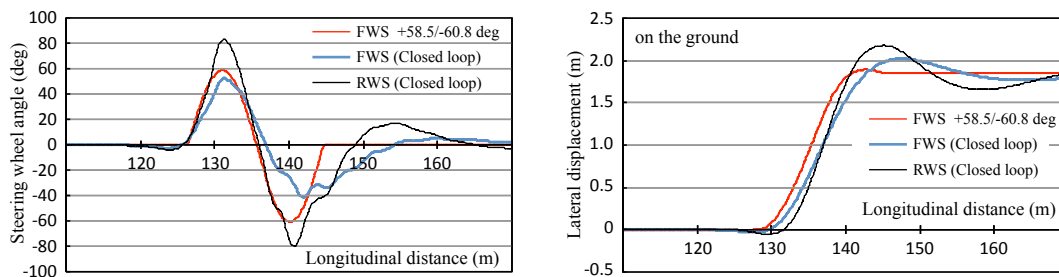 Steering wheel angle (deg)
100
80
60
40
20
0
-20
-40
-60
-80
-100
FWS +58.5/-60.8 deg
FWS (Closed loop)
RWS (Closed loop)
120 130 140 150 160
Longitudinal distance (m)
Lateral displacement (m)
2.5
2.0
1.5
1.0
0.5
0
-0.5
on the ground
FWS +58.5/-60.8 deg
FWS (Closed loop)
RWS (Closed loop)
Longitudinal distance (m)
120 130 140 150 160